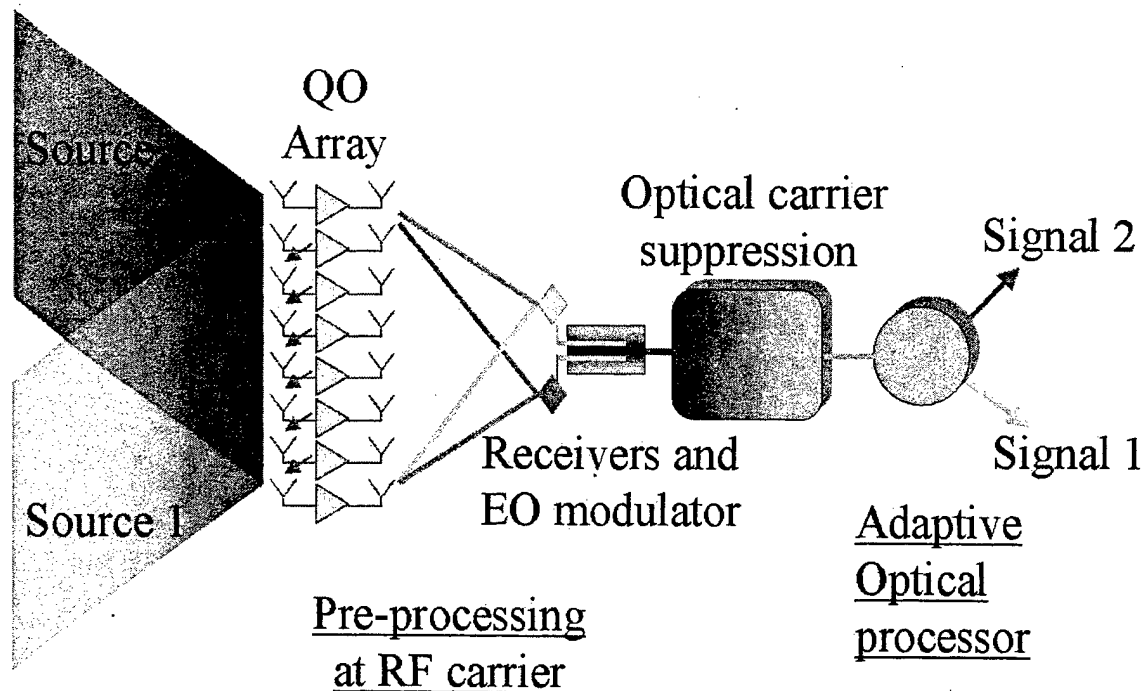 QO
Array
Source
Optical carrier
suppression
Signal 2
Receivers and
EO modulator
Signal 1
Source 1
Adaptive
Optical
processor
Pre-processing
at RF carrier